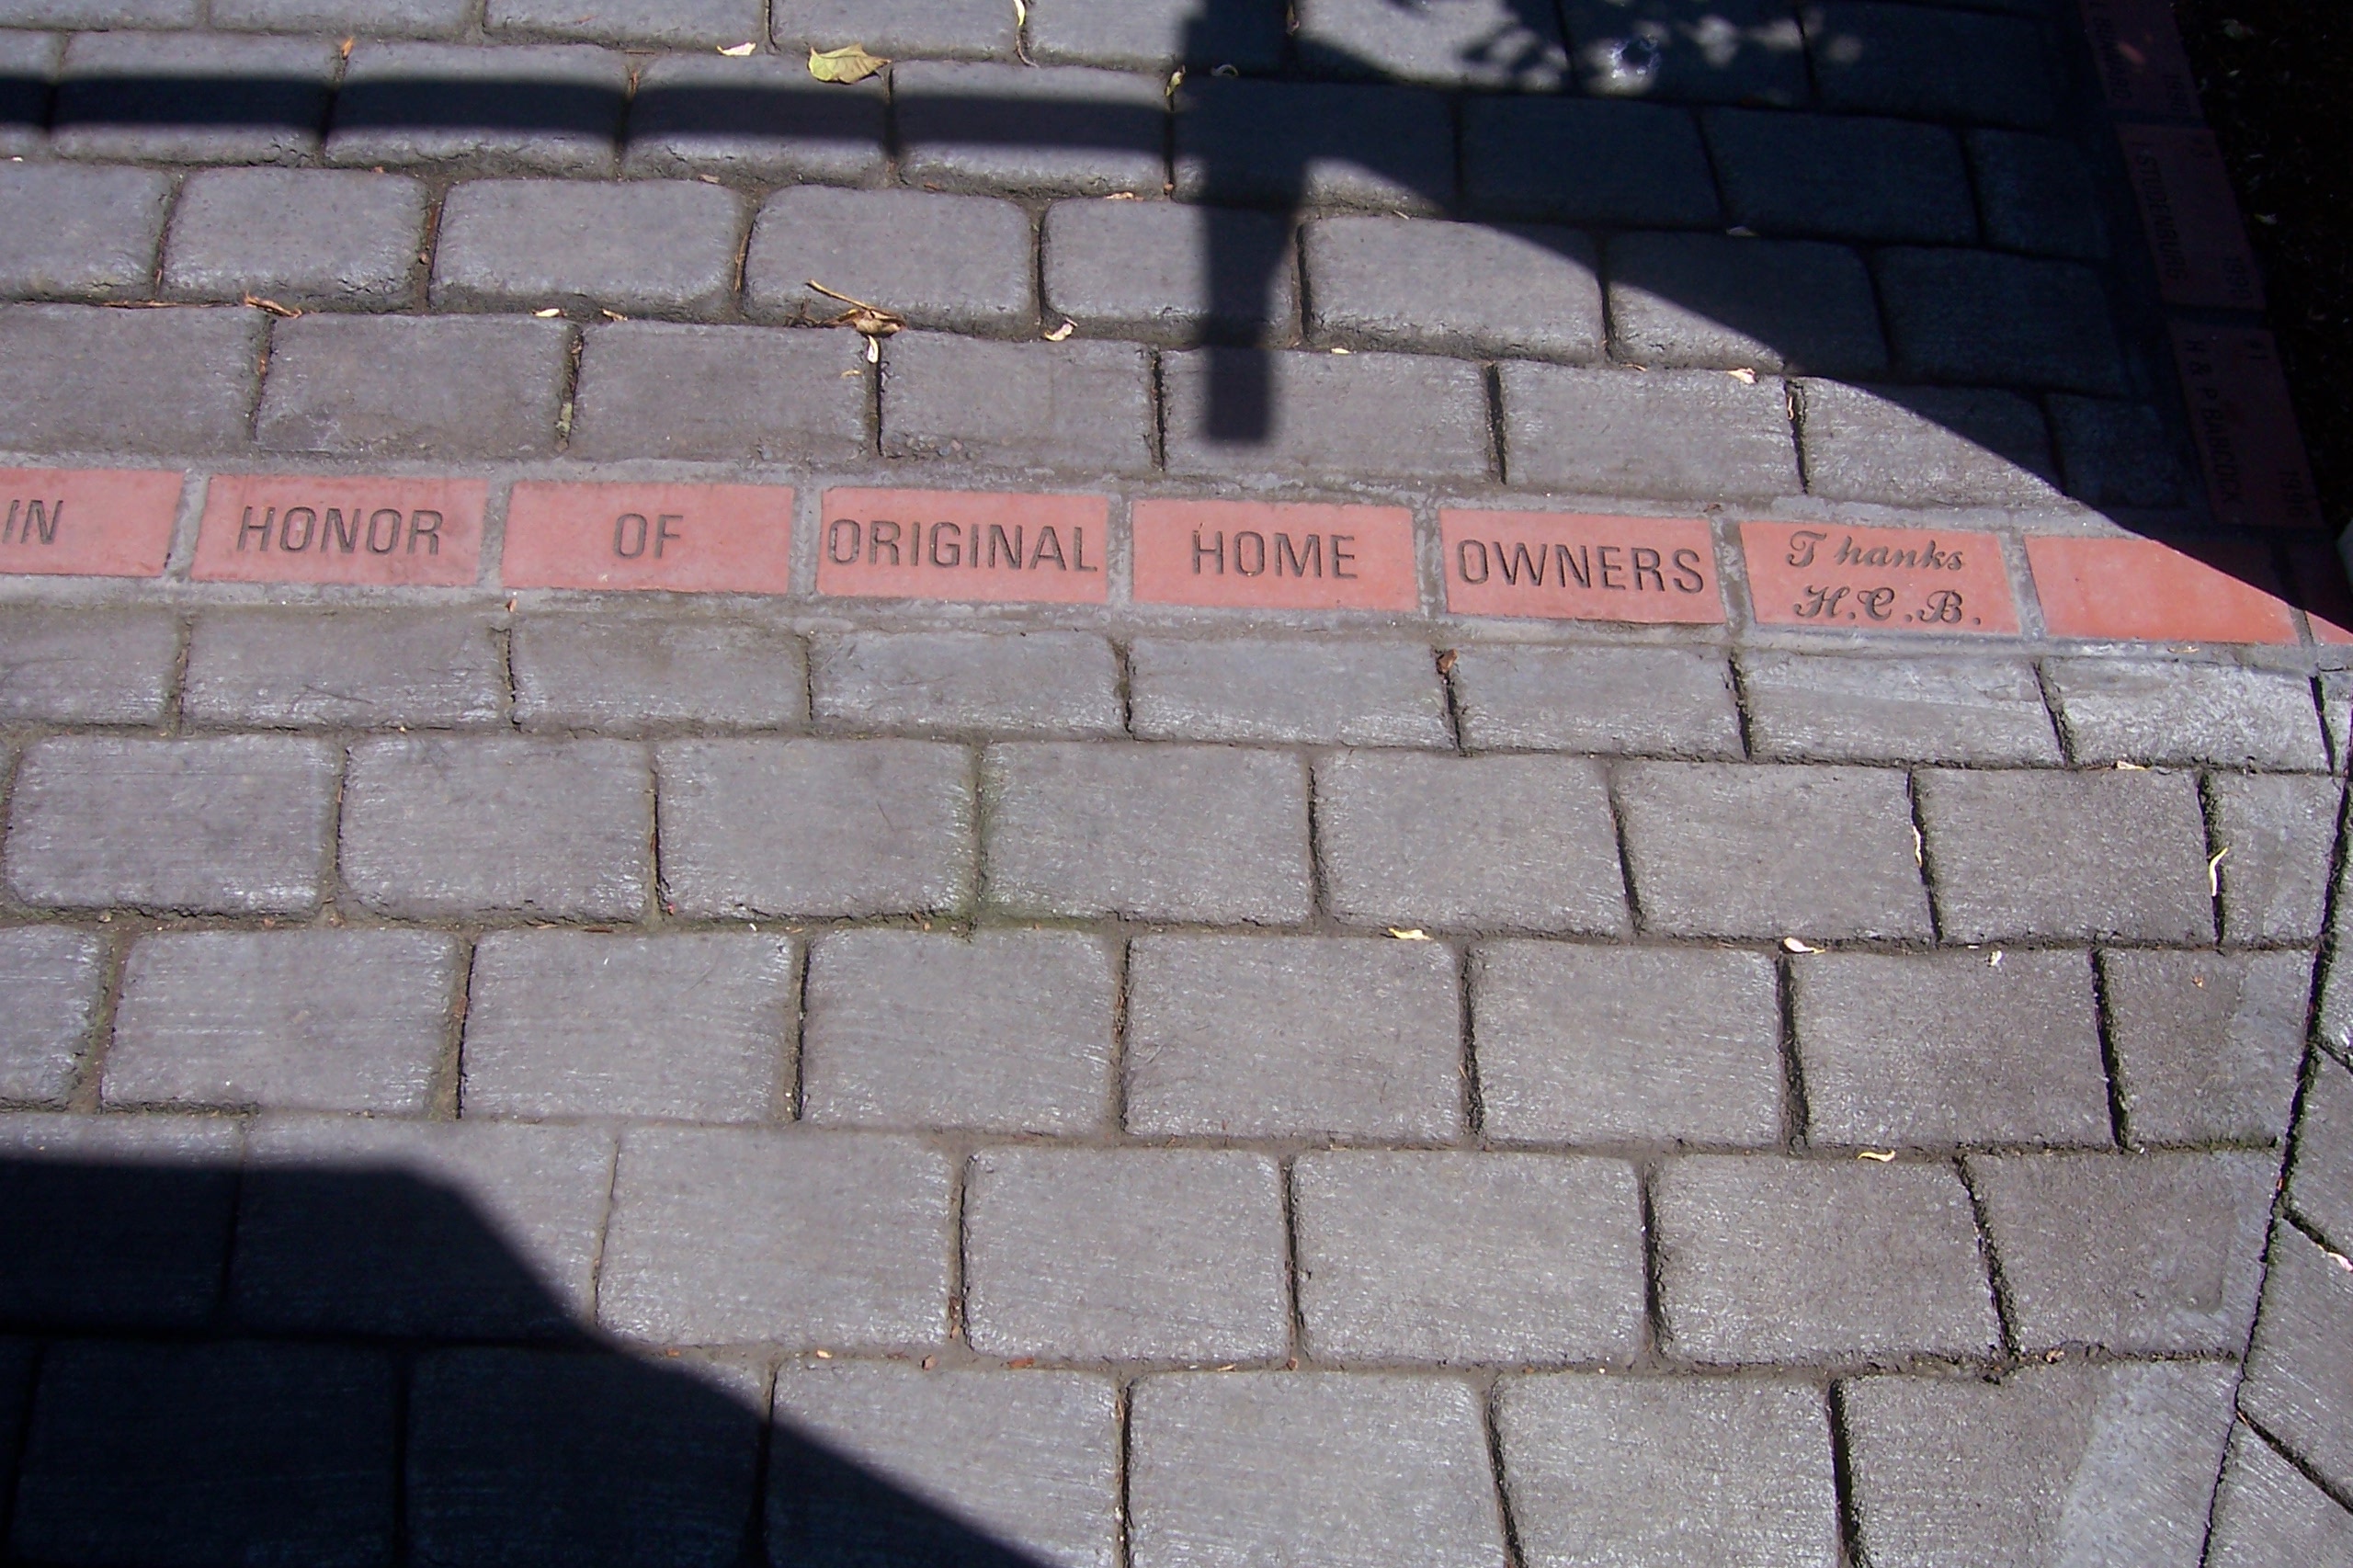 IN HONOR OF ORIGINAL HOME OWNERS
Thanks
H.C.B.